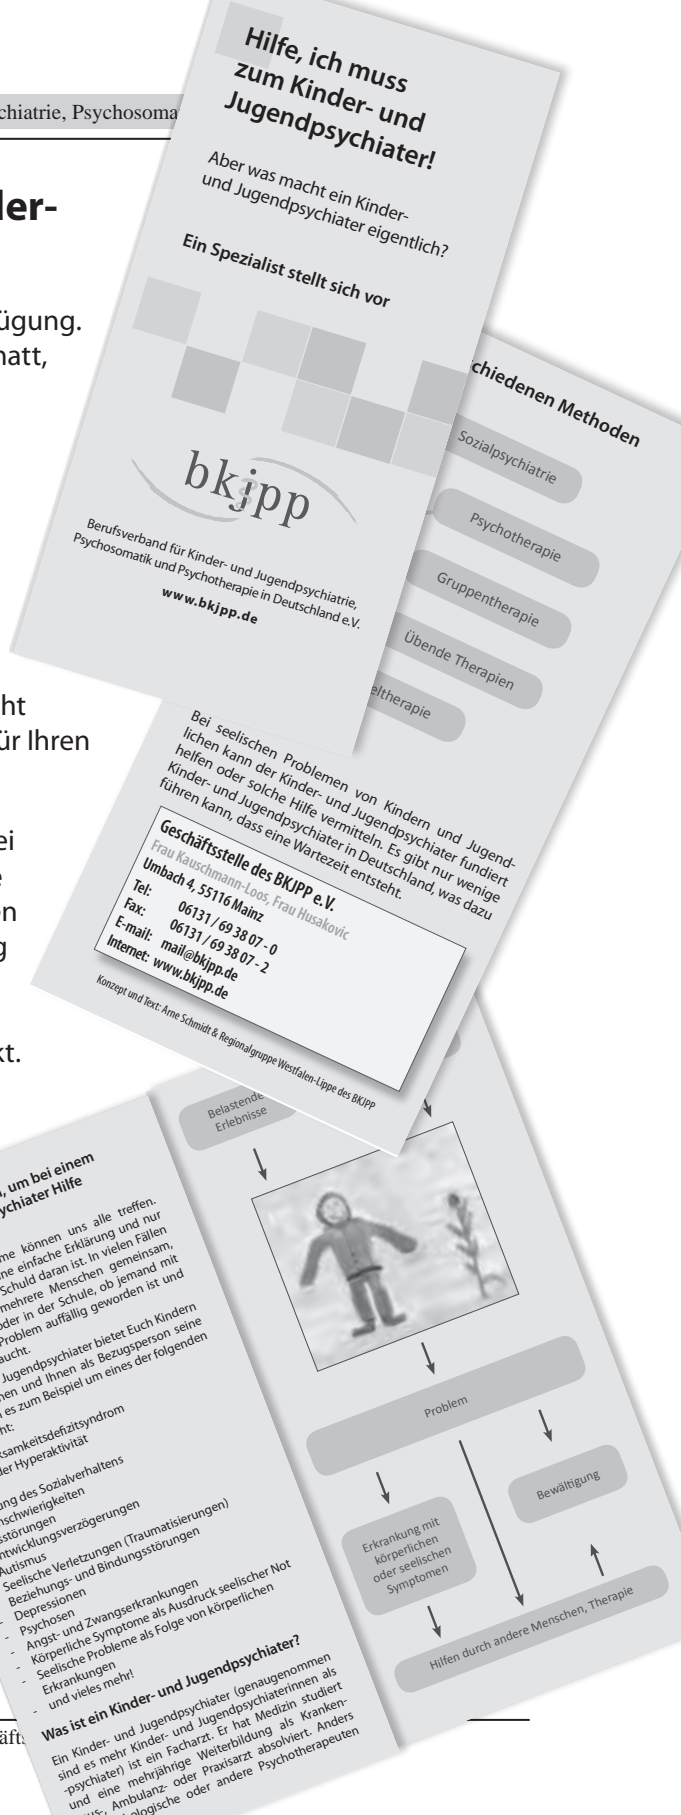 Hilfe, ich muss
zum Kinder- und
Jugendpsychiater!
Aber was macht ein Kinder-
und Jugendpsychiater eigentlich?
Ein Spezialist stellt sich vor
bkjpp
Berufsverband für Kinder- und Jugendpsychiatrie,
Psychosomatik und Psychotherapie in Deutschland e.V.
www.bkjpp.de
chiatrie, Psychosoma
ler-
ügung.
hatt,
ht
ür Ihren
ei
e
en
g
kt.
chiedenen Methoden
Sozialpsychiatrie
Psychotherapie
Gruppentherapie
Übende Therapien
eltherapie
Bei seelischen Problemen von Kindern und Jugend-
lichen kann der Kinder- und Jugendpsychiater fundiert
helfen oder solche Hilfe vermitteln. Es gibt nur wenige
Kinder- und Jugendpsychiater in Deutschland, was dazu
führen kann, dass eine Wartezeit entsteht.
Geschäftsstelle des BKJPP e.V.
Frau Kauschmann-Loos, Frau Husakovic
Umbach 4, 55116 Mainz
Tel: 06131 / 69 38 07 - 0
Fax: 06131 / 69 38 07 - 2
E-mail: mail@bkjpp.de
Internet: www.bkjpp.de
Konzept und Text: Arne Schmidt & Regionalgruppe Westfalen-Lippe des BKJPP
, um bei einem
ychiater Hilfe
me können uns alle treffen.
ne einfache Erklärung und nur
Schuld daran ist. In vielen Fällen
mehrere Menschen gemeinsam,
oder in der Schule, ob jemand mit
Problem auffällig geworden ist und
aucht.
Jugendpsychiater bietet Euch Kindern
hen und Ihnen als Bezugsperson seine
es zum Beispiel um eines der folgenden
ht:
ksamkeitsdefizitsyndrom
der Hyperaktivität
ung des Sozialverhaltens
nschwierigkeiten
sstörungen
ntwicklungsverzögerungen
Autismus
Seelische Verletzungen (Traumatisierungen)
Beziehungs- und Bindungsstörungen
- Depressionen
- Psychosen
- Angst- und Zwangserkrankungen
- Körperliche Symptome als Ausdruck seelischer Not
- Seelische Probleme als Folge von körperlichen
Erkrankungen
- und vieles mehr!
Was ist ein Kinder- und Jugendpsychiater?
Ein Kinder- und Jugendpsychiater (genaugenommen
sind es mehr Kinder- und Jugendpsychiaterinnen als
-psychiater) ist ein Facharzt. Er hat Medizin studiert
und eine mehrjährige Weiterbildung als Kranken-
us-, Ambulanz- oder Praxisarzt absolviert. Anders
ologische oder andere Psychotherapeuten
Belastende
Erlebnisse
Problem
Bewältigung
Erkrankung mit
körperlichen
oder seelischen
Symptomen
Hilfen durch andere Menschen, Therapie
äfts